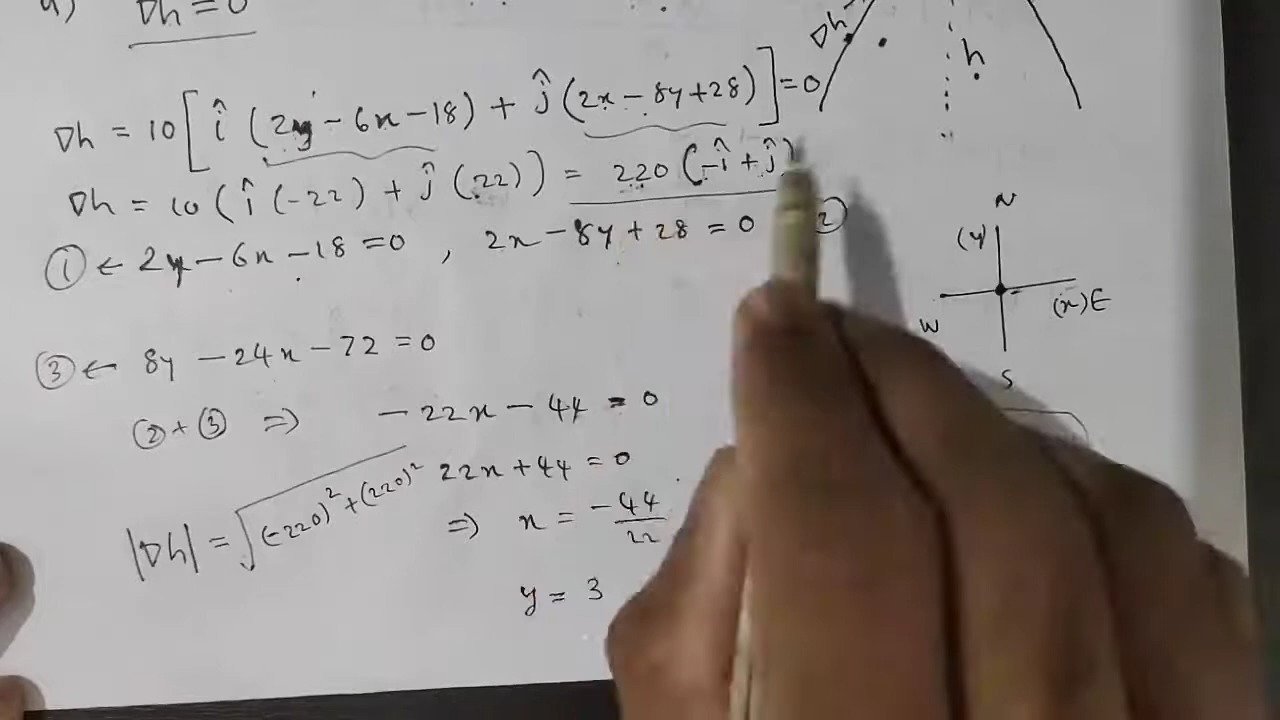 a) ∇h = 0
∇h = 10 [ î (2y − 6x − 18) + ĵ (2x − 8y + 28) ] = 0
∇h = 10 ( î (−22) + ĵ (22) ) = 220 (−î + ĵ)
① ← 2y − 6x − 18 = 0 , 2x − 8y + 28 = 0 ②
③ ← 8y − 24x − 72 = 0
② + ③ ⇒ − 22x − 44 = 0
22x + 44 = 0
|∇h| = √(−220)² + (220)²
⇒ x = −44/22
y = 3
∇h
h
N
(y)
W
(x) E
S